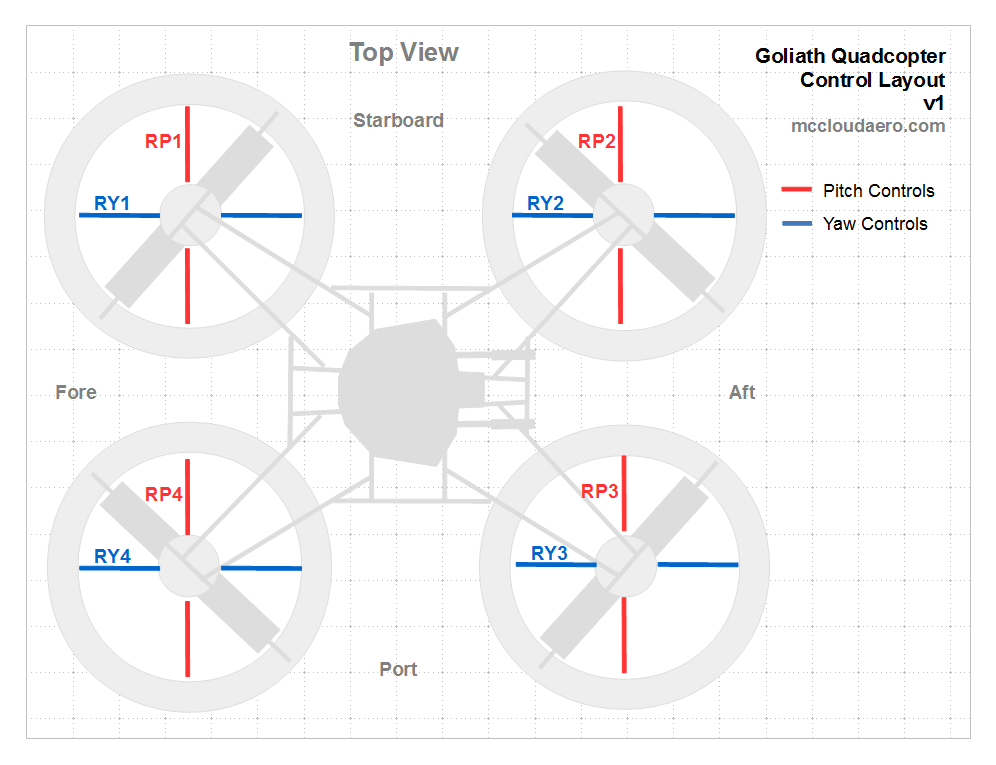 Top View
Goliath Quadcopter
Control Layout
v1
mccloudaero.com
Starboard
RP1
RP2
Pitch Controls
RY1
RY2
Yaw Controls
Fore
Aft
RP4
RP3
RY4
RY3
Port